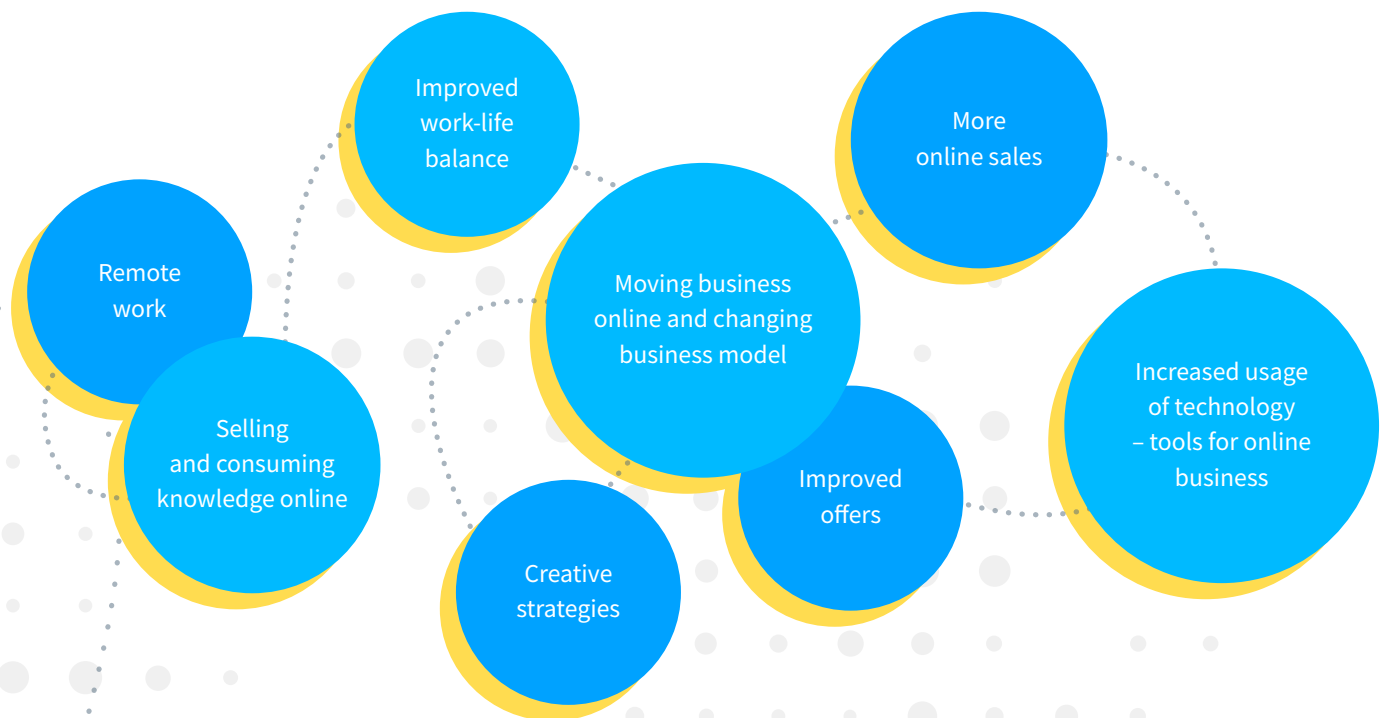 Improved
work-life
balance
More
online sales
Remote
work
Moving business
online and changing
business model
Increased usage
of technology
– tools for online
business
Selling
and consuming
knowledge online
Improved
offers
Creative
strategies